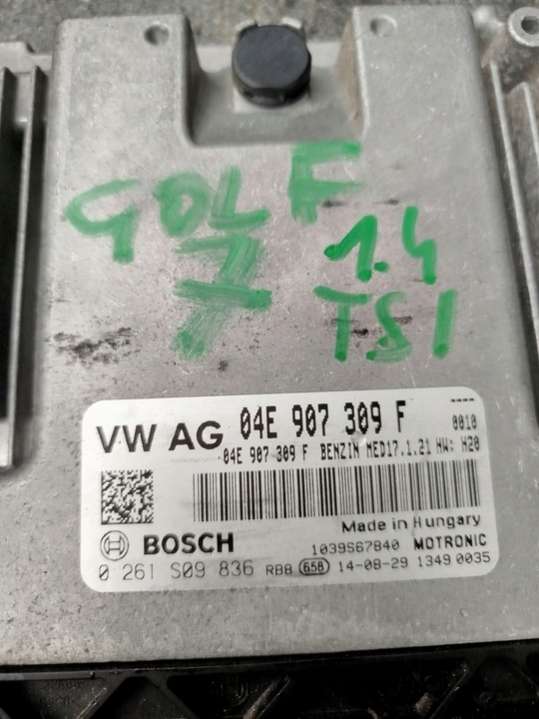 GOLF
7 1.4
TSI
VW AG 04E 907 309 F 0010
04E 907 309 F BENZIN MED17.1.21 HW: H20
Made in Hungary
BOSCH 1039S67840 MOTRONIC
0 261 S09 836 RBB 658 14-08-29 1349 0035